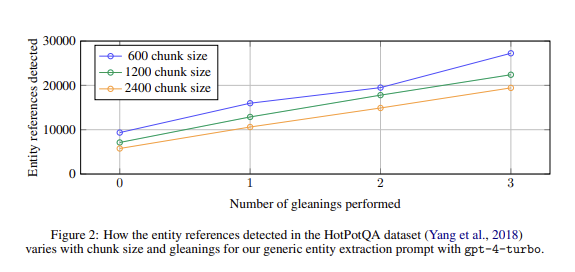 30000
20000
10000
0
Entity references detected
600 chunk size
1200 chunk size
2400 chunk size
0 1 2 3
Number of gleanings performed
Figure 2: How the entity references detected in the HotPotQA dataset (Yang et al., 2018)
varies with chunk size and gleanings for our generic entity extraction prompt with gpt-4-turbo.